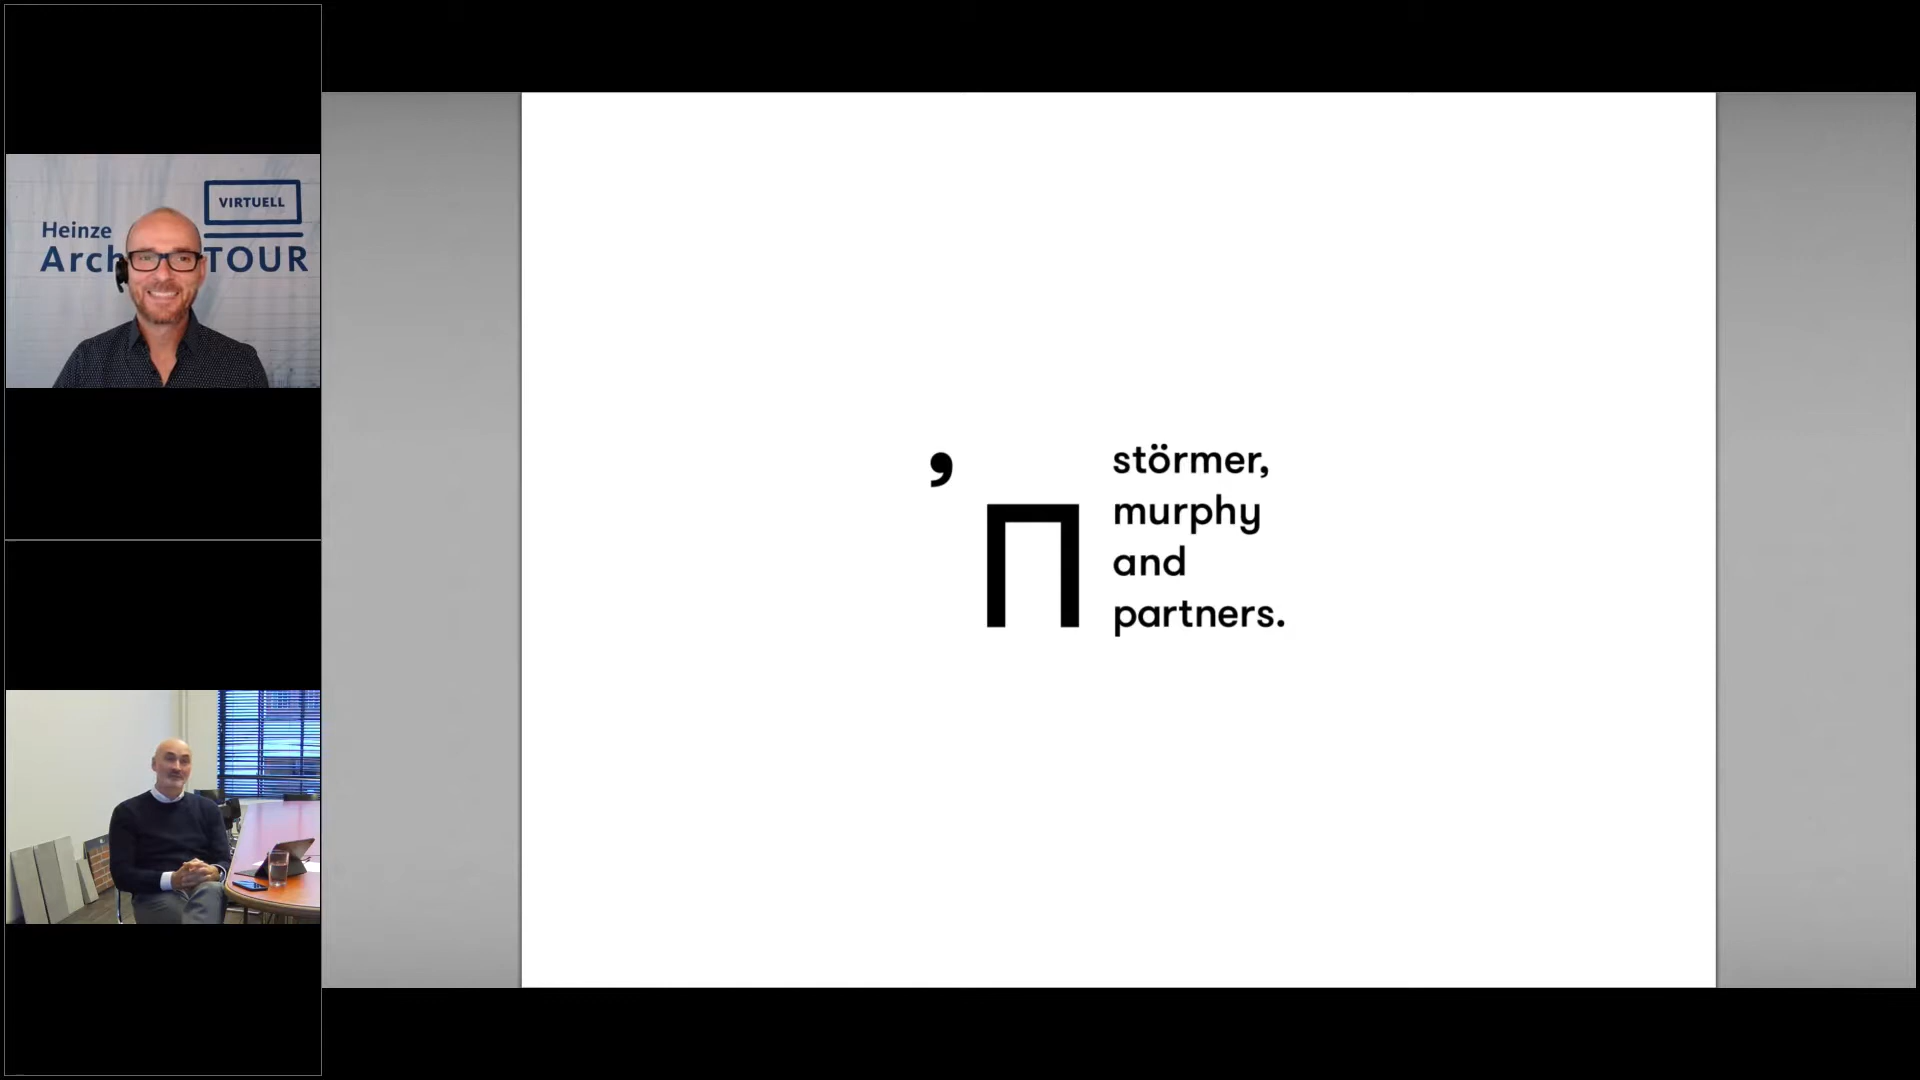 VIRTUELL
Heinze
Arch TOUR
störmer,
murphy
and
partners.